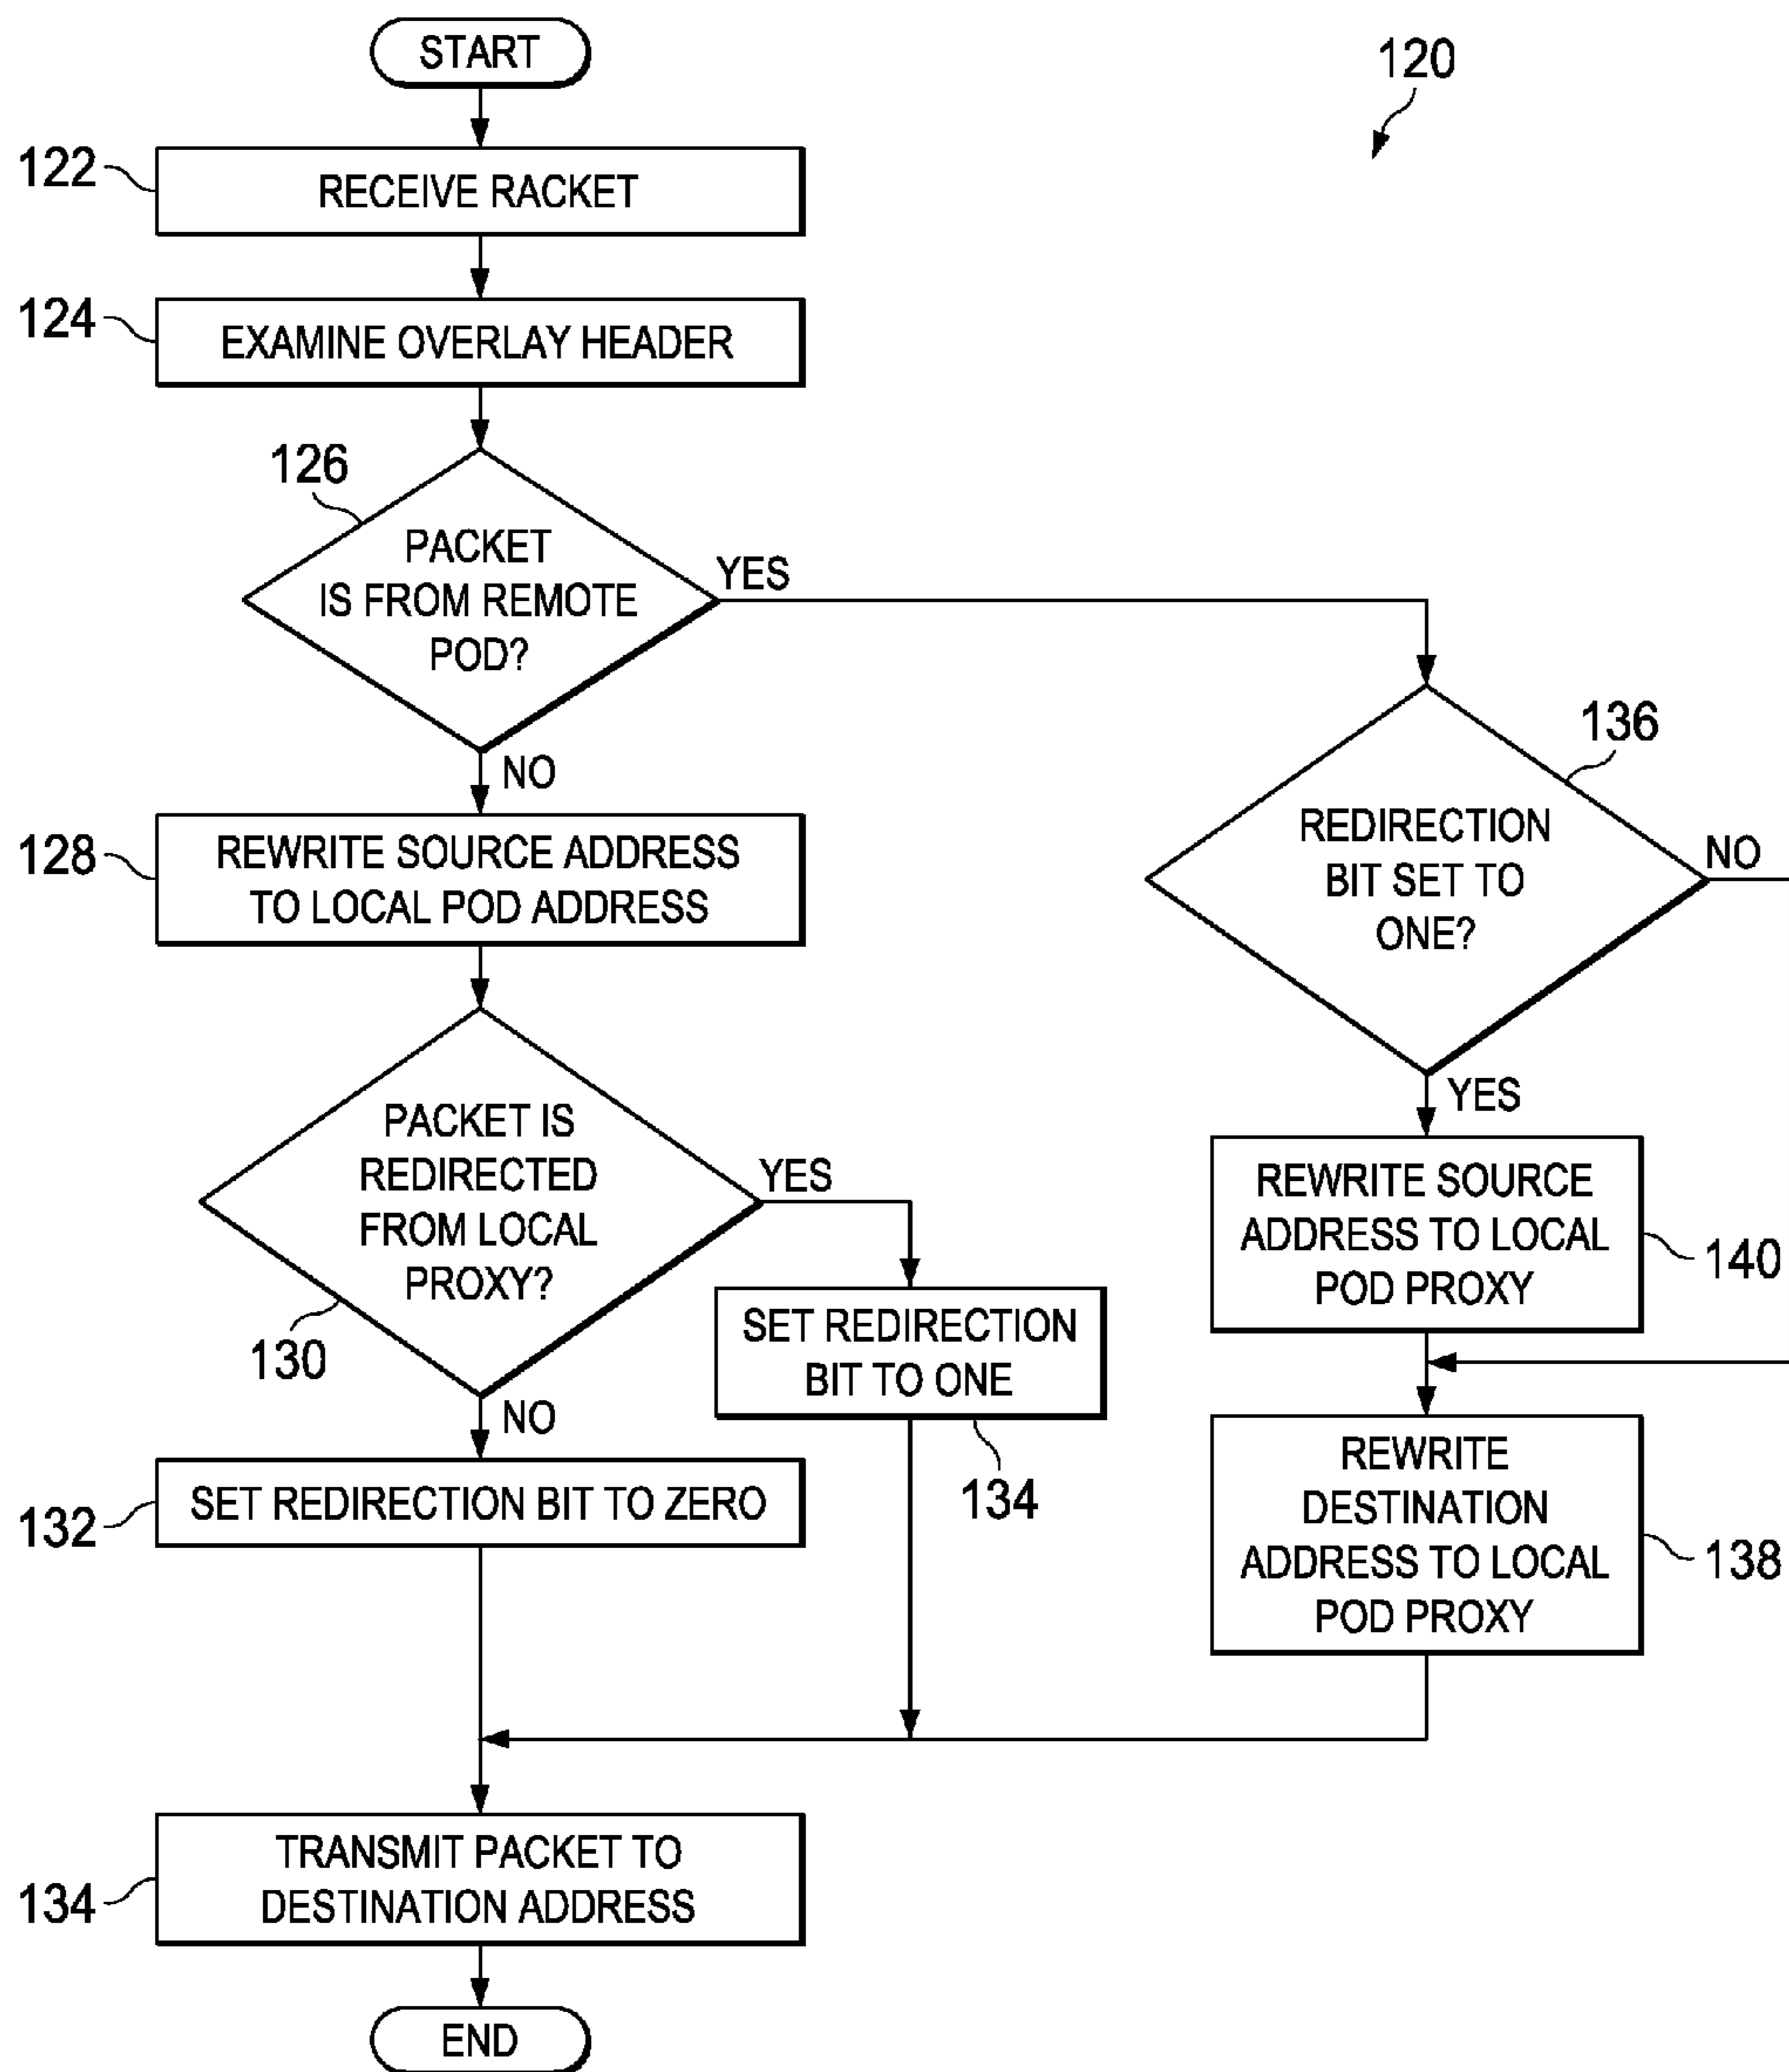 START
120
122
RECEIVE RACKET
124
EXAMINE OVERLAY HEADER
126
PACKET
IS FROM REMOTE
POD?
YES
NO
128
REWRITE SOURCE ADDRESS
TO LOCAL POD ADDRESS
136
REDIRECTION
BIT SET TO
ONE?
NO
YES
PACKET IS
REDIRECTED
FROM LOCAL
PROXY?
130
YES
NO
SET REDIRECTION
BIT TO ONE
134
132
SET REDIRECTION BIT TO ZERO
REWRITE SOURCE
ADDRESS TO LOCAL
POD PROXY
140
REWRITE
DESTINATION
ADDRESS TO LOCAL
POD PROXY
138
134
TRANSMIT PACKET TO
DESTINATION ADDRESS
END